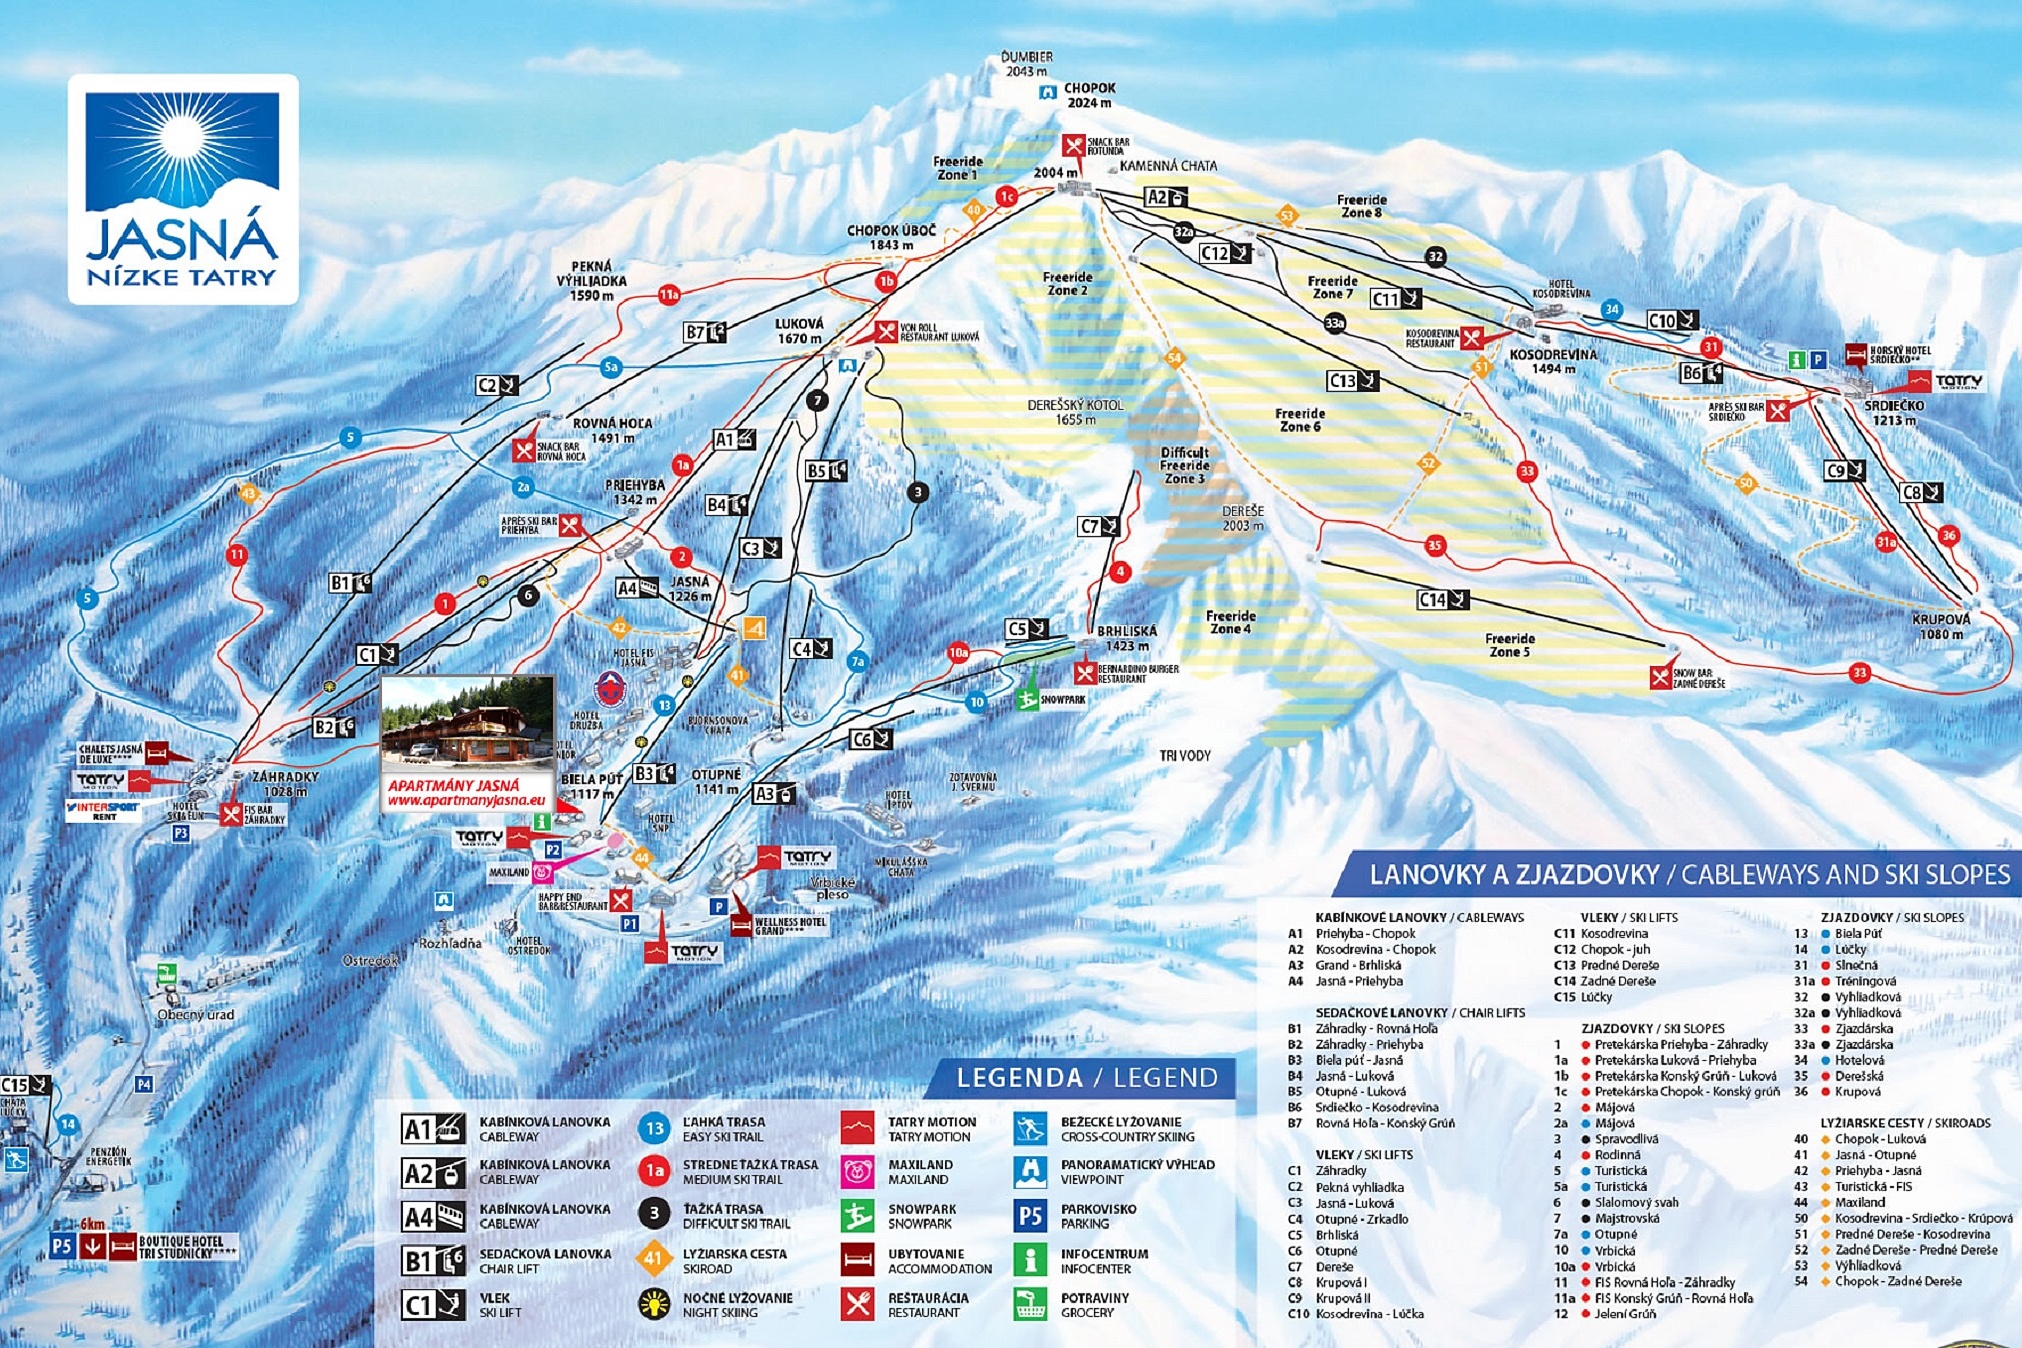 ĎUMBIER
2043 m
CHOPOK
2024 m
JASNÁ
NÍZKE TATRY
SNACK BAR
ROTUNDA
KAMENNÁ CHATA
2004 m
Freeride
Zone 1
1c
40
A2
53
Freeride
Zone 8
CHOPOK ÚBOČ
1843 m
32a
C12
32
PEKNÁ
VÝHLIADKA
1590 m
11a
1b
Freeride
Zone 2
Freeride
Zone 7
C11
HOTEL
KOSODREVINA
34
C10
B7
LUKOVÁ
1670 m
VON ROLL
RESTAURANT LUKOVÁ
33a
KOSODREVINA
RESTAURANT
KOSODREVINA
1494 m
31
B6
HORSKÝ HOTEL
SRDIEČKO**
TATRY
MOTION
5a
C2
54
C13
51
APRÈS SKI BAR
SRDIEČKO
SRDIEČKO
1213 m
7
DEREŠSKÝ KOTOL
1655 m
Freeride
Zone 6
ROVNÁ HOĽA
1491 m
5
SNACK BAR
ROVNÁ HOĽA
A1
1a
B5
Difficult
Freeride
Zone 3
52
33
C9
C8
50
43
2a
PRIEHYBA
1342 m
B4
3
APRÈS SKI BAR
PRIEHYBA
C7
DEREŠE
2003 m
11
2
C3
35
31a
36
B1
A4
JASNÁ
1226 m
4
5
1
6
C14
42
4
Freeride
Zone 4
Freeride
Zone 5
KRUPOVÁ
1080 m
C5
BRHLISKÁ
1423 m
C1
HOTEL FIS
JASNÁ
C4
7a
10a
41
BERNARDINO BURGER
RESTAURANT
SNOW BAR
ZADNÉ DEREŠE
33
SNOWPARK
10
13
B2
HOTEL
DRUŽBA
BJÖRNSONOVA
CHATA
C6
TRI VODY
CHALETS JASNÁ
DE LUXE****
TATRY
MOTION
INTERSPORT
RENT
ZÁHRADKY
1028 m
HOTEL
SKI & FUN
FIS BAR
ZÁHRADKY
P3
APARTMÁNY JASNÁ
www.apartmanyjasna.eu
BIELA PÚŤ
1117 m
B3
OTUPNÉ
1141 m
A3
ZOTAVOVŇA
J. ŠVERMU
HOTEL
LIPTOV
HOTEL
SNP
TATRY
MOTION
P2
44
MAXILAND
TATRY
MOTION
MIKULÁŠSKA
CHATA
Vrbické
pleso
HAPPY END
BAR&RESTAURANT
P1
P
WELLNESS HOTEL
GRAND****
TATRY
MOTION
Rozhľadňa
HOTEL
OSTREDOK
Ostredok
Obecný úrad
P4
C15
CHATA
LÚČKY
14
PENZIÓN
ENERGETIK
6km
P5
BOUTIQUE HOTEL
TRI STUDNIČKY****
LEGENDA / LEGEND
A1 KABÍNKOVÁ LANOVKA
CABLEWAY
A2 KABÍNKOVÁ LANOVKA
CABLEWAY
A4 KABÍNKOVÁ LANOVKA
CABLEWAY
B1 SEDAČKOVÁ LANOVKA
CHAIR LIFT
C1 VLEK
SKI LIFT
13 ĽAHKÁ TRASA
EASY SKI TRAIL
1a STREDNE ŤAŽKÁ TRASA
MEDIUM SKI TRAIL
3 ŤAŽKÁ TRASA
DIFFICULT SKI TRAIL
41 LYŽIARSKA CESTA
SKIROAD
NOČNÉ LYŽOVANIE
NIGHT SKIING
TATRY MOTION
TATRY MOTION
MAXILAND
MAXILAND
SNOWPARK
SNOWPARK
UBYTOVANIE
ACCOMMODATION
REŠTAURÁCIA
RESTAURANT
BEŽECKÉ LYŽOVANIE
CROSS-COUNTRY SKIING
PANORAMATICKÝ VÝHĽAD
VIEWPOINT
P5 PARKOVISKO
PARKING
INFOCENTRUM
INFOCENTER
POTRAVINY
GROCERY
LANOVKY A ZJAZDOVKY / CABLEWAYS AND SKI SLOPES
KABÍNKOVÉ LANOVKY / CABLEWAYS
A1 Priehyba - Chopok
A2 Kosodrevina - Chopok
A3 Grand - Brhliská
A4 Jasná - Priehyba
SEDAČKOVÉ LANOVKY / CHAIR LIFTS
B1 Záhradky - Rovná Hoľa
B2 Záhradky - Priehyba
B3 Biela púť - Jasná
B4 Jasná - Luková
B5 Otupné - Luková
B6 Srdiečko - Kosodrevina
B7 Rovná Hoľa - Konský Grúň
VLEKY / SKI LIFTS
C1 Záhradky
C2 Pekná vyhliadka
C3 Jasná - Luková
C4 Otupné - Zrkadlo
C5 Brhliská
C6 Otupné
C7 Dereše
C8 Krupová I
C9 Krupová II
C10 Kosodrevina - Lúčka
VLEKY / SKI LIFTS
C11 Kosodrevina
C12 Chopok - juh
C13 Predné Dereše
C14 Zadné Dereše
C15 Lúčky
ZJAZDOVKY / SKI SLOPES
1 Pretekárska Priehyba - Záhradky
1a Pretekárska Luková - Priehyba
1b Pretekárska Konský Grúň - Luková
1c Pretekárska Chopok - Konský grúň
2 Májová
2a Májová
3 Spravodlivá
4 Rodinná
5 Turistická
5a Turistická
6 Slalomový svah
7 Majstrovská
7a Otupné
10 Vrbická
10a Vrbická
11 FIS Rovná Hoľa - Záhradky
11a FIS Konský Grúň - Rovná Hoľa
12 Jelení Grúň
ZJAZDOVKY / SKI SLOPES
13 Biela Púť
14 Lúčky
31 Slnečná
31a Tréningová
32 Vyhliadková
32a Vyhliadková
33 Zjazdárska
33a Zjazdárska
34 Hotelová
35 Derešská
36 Krupová
LYŽIARSKE CESTY / SKIROADS
40 Chopok - Luková
41 Jasná - Otupné
42 Priehyba - Jasná
43 Turistická - FIS
44 Maxiland
50 Kosodrevina - Srdiečko - Krúpová
51 Predné Dereše - Kosodrevina
52 Zadné Dereše - Predné Dereše
53 Výhliadková
54 Chopok - Zadné Dereše